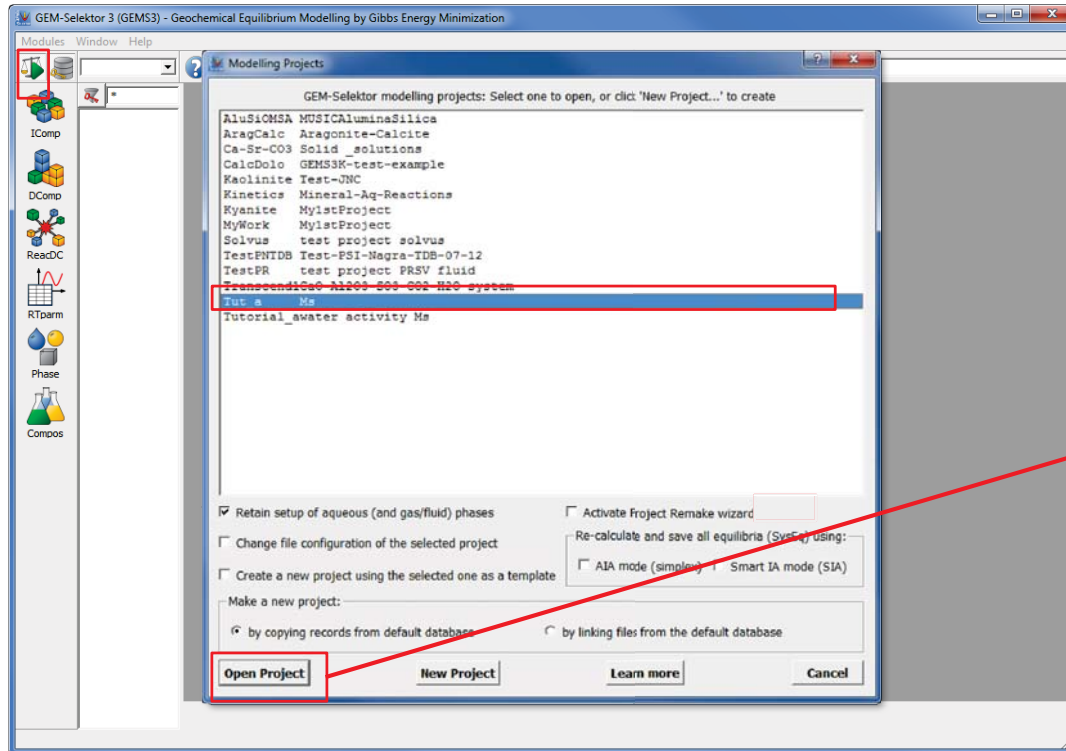 GEM-Selektor 3 (GEMS3) - Geochemical Equilibrium Modelling by Gibbs Energy Minimization
Modules Window Help
*
IComp
DComp
ReacDC
RTparm
Phase
Compos
Modelling Projects
GEM-Selektor modelling projects: Select one to open, or click 'New Project...' to create
AluSiOMSA MUSICAluminaSilica
AragCalc Aragonite-Calcite
Ca-Sr-CO3 Solid _solutions
CalcDolo GEMS3K-test-example
Kaolinite Test-JNC
Kinetics Mineral-Aq-Reactions
Kyanite My1stProject
MyWork My1stProject
Solvus test project solvus
TestPNTDB Test-PSI-Nagra-TDB-07-12
TestPR test project PRSV fluid
Transcend1CaO-Al2O3-SO3-CO2-H2O system
Tut a Ms
Tutorial_awater activity Ms
Retain setup of aqueous (and gas/fluid) phases
Activate Project Remake wizard
Change file configuration of the selected project
Re-calculate and save all equilibria (SysEq) using:
Create a new project using the selected one as a template
AIA mode (simplex) Smart IA mode (SIA)
Make a new project:
by copying records from default database by linking files from the default database
Open Project New Project Learn more Cancel